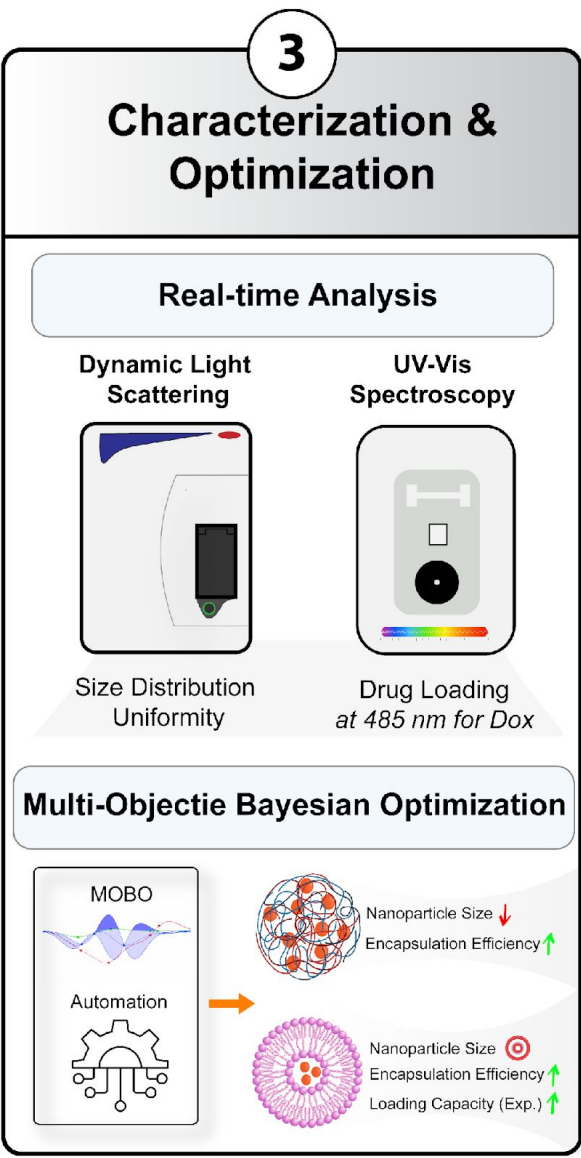 3
Characterization &
Optimization
Real-time Analysis
Dynamic Light
Scattering
UV-Vis
Spectroscopy
Size Distribution
Uniformity
Drug Loading
at 485 nm for Dox
Multi-Objectie Bayesian Optimization
MOBO
Automation
Nanoparticle Size
Encapsulation Efficiency
Nanoparticle Size
Encapsulation Efficiency
Loading Capacity (Exp.)